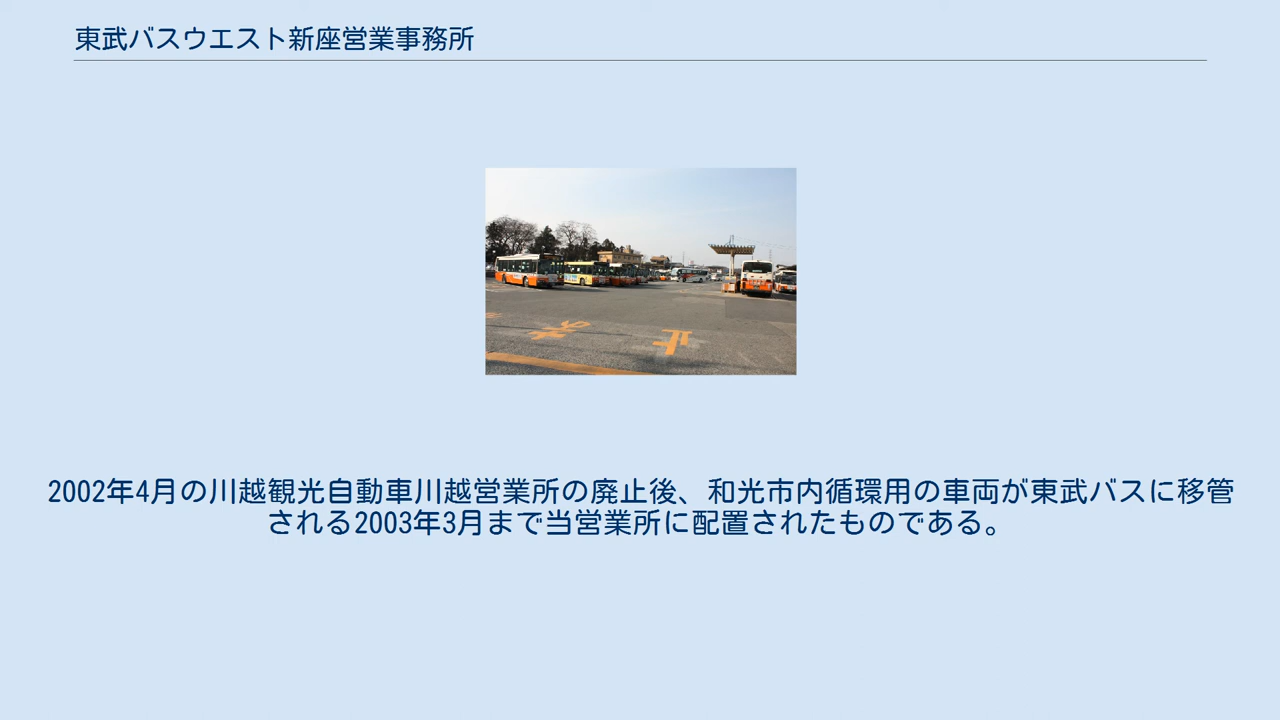 東武バスウエスト新座営業事務所
2002年4月の川越観光自動車川越営業所の廃止後、和光市内循環用の車両が東武バスに移管
される2003年3月まで当営業所に配置されたものである。